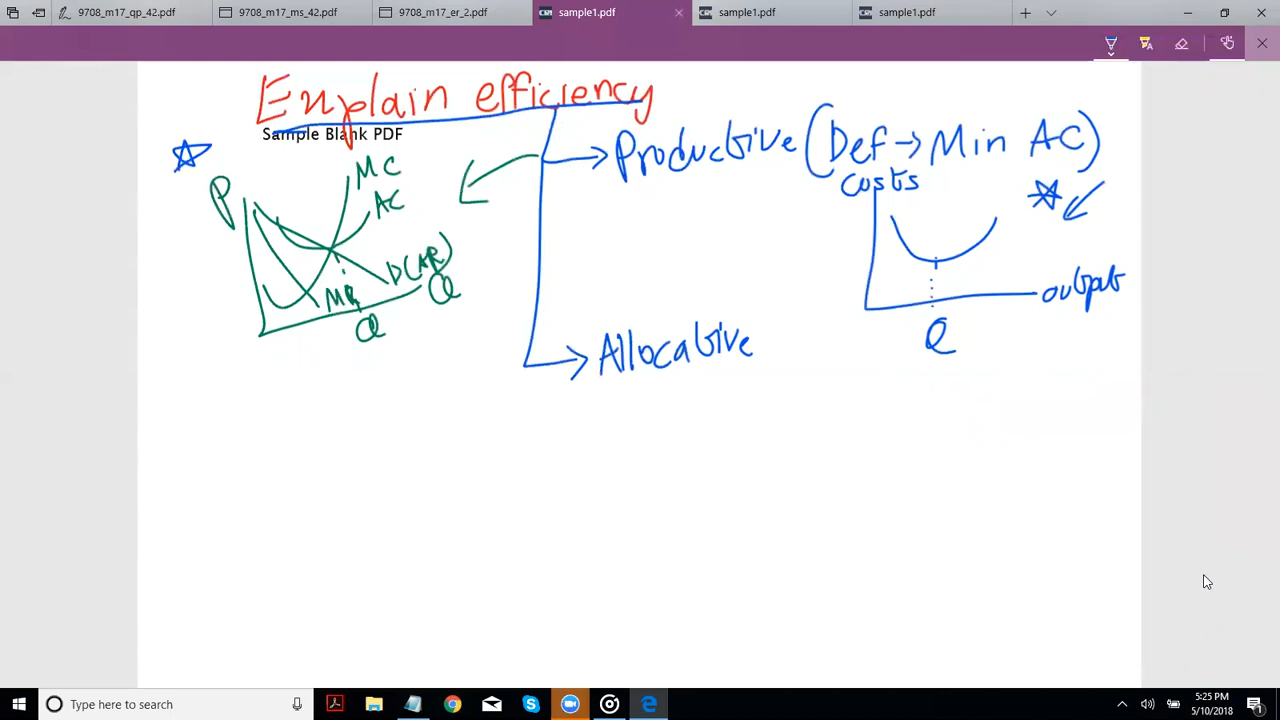 9708_m17_qp_42.pdf 9708_m17_ms_42.pdf 9708_m17_er_2.pdf sample1.pdf sample1.pdf sample1.pdf
Enplain efficiency
Sample Blank PDF
Productive (Def → Min AC)
MC
AC
P
D(AR)
MR
Q
Q
costs
output
Q
Allocative
Type here to search
5:25 PM
5/10/2018